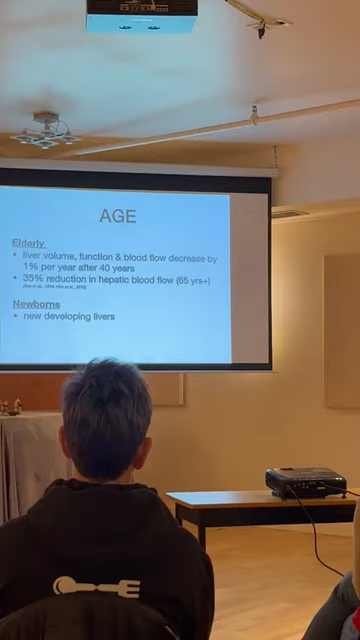 AGE
Elderly
• liver volume, function & blood flow decrease by
1% per year after 40 years
• 35% reduction in hepatic blood flow (65 yrs+)
Newborns
• new developing livers